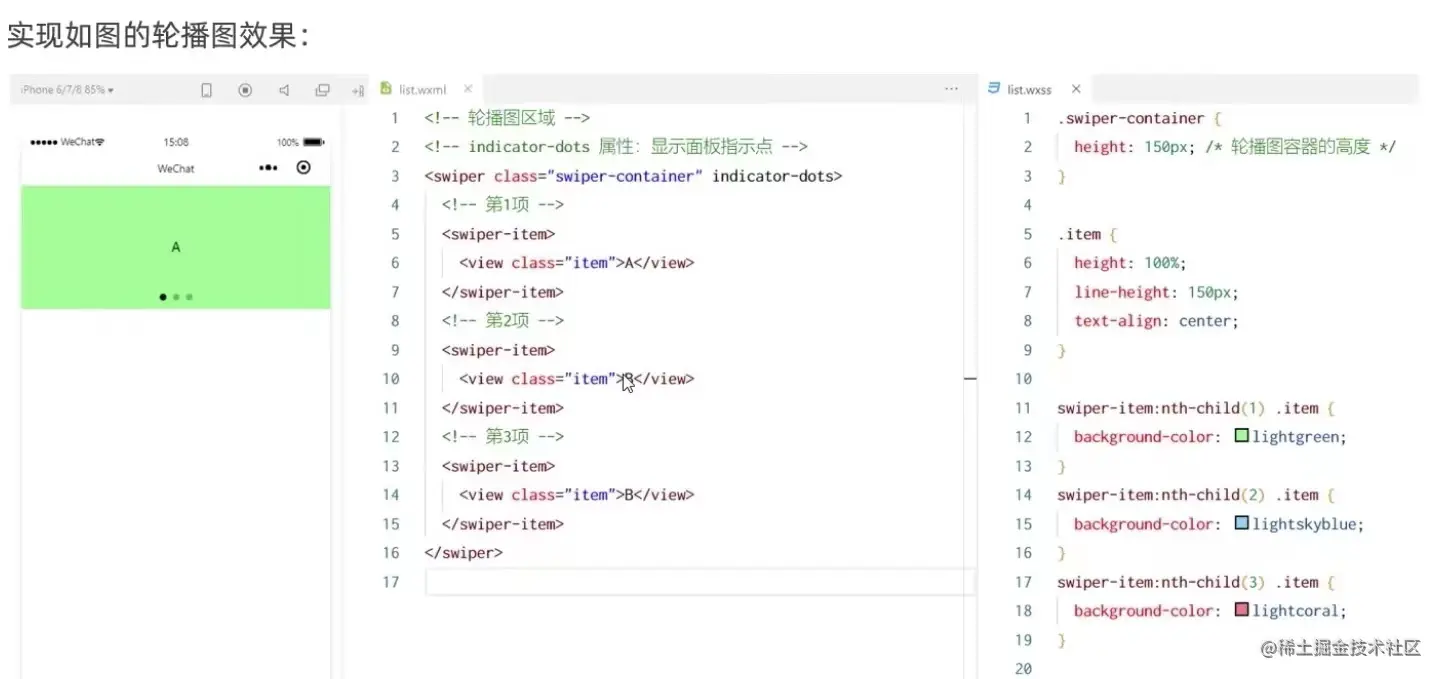 实现如图的轮播图效果：
iPhone 6/7/8 85% ▾
WeChat
15:08
100%
WeChat
A
list.wxml ×
···
1 <!-- 轮播图区域 -->
2 <!-- indicator-dots 属性：显示面板指示点 -->
3 <swiper class="swiper-container" indicator-dots>
4 <!-- 第1项 -->
5 <swiper-item>
6 <view class="item">A</view>
7 </swiper-item>
8 <!-- 第2项 -->
9 <swiper-item>
10 <view class="item">B</view>
11 </swiper-item>
12 <!-- 第3项 -->
13 <swiper-item>
14 <view class="item">B</view>
15 </swiper-item>
16 </swiper>
17
list.wxss ×
1 .swiper-container {
2 height: 150px; /* 轮播图容器的高度 */
3 }
4
5 .item {
6 height: 100%;
7 line-height: 150px;
8 text-align: center;
9 }
10
11 swiper-item:nth-child(1) .item {
12 background-color: lightgreen;
13 }
14 swiper-item:nth-child(2) .item {
15 background-color: lightskyblue;
16 }
17 swiper-item:nth-child(3) .item {
18 background-color: lightcoral;
19 }
20
@稀土掘金技术社区